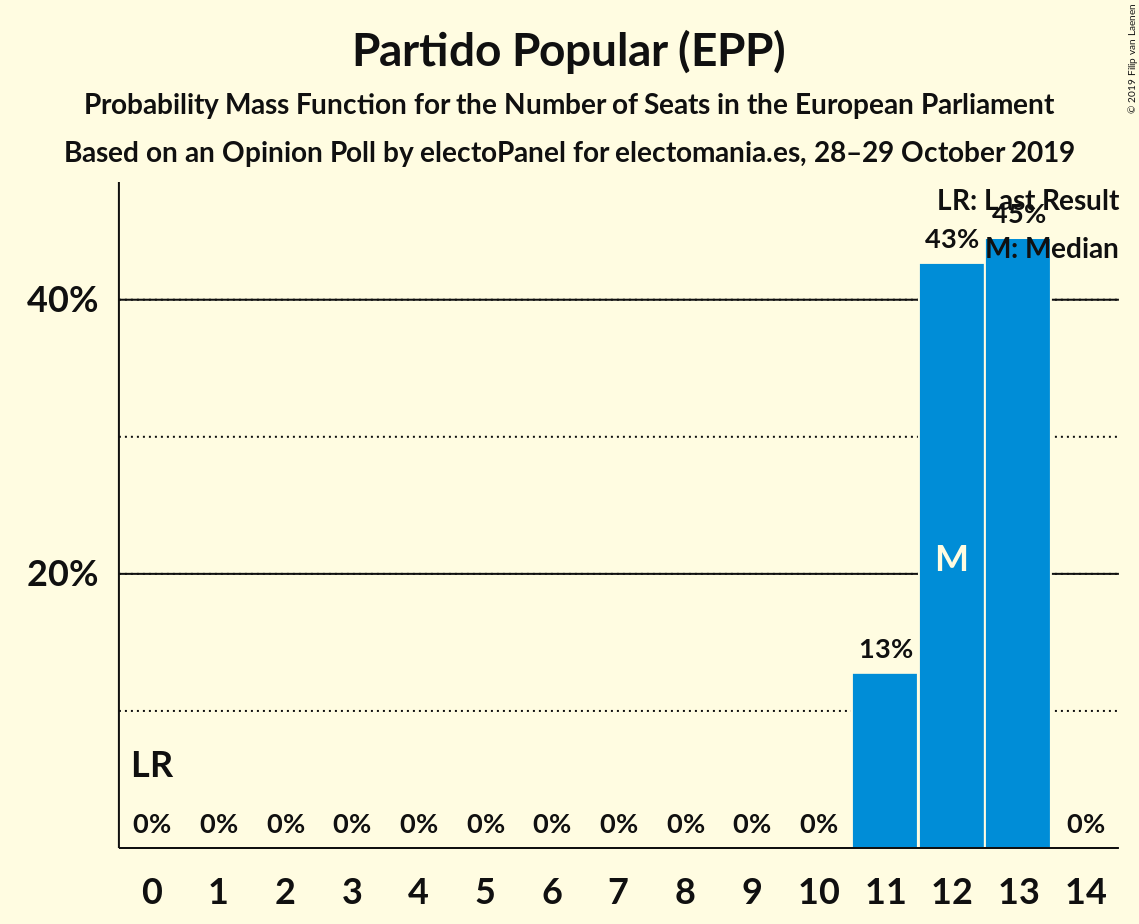 Partido Popular (EPP)
Probability Mass Function for the Number of Seats in the European Parliament
Based on an Opinion Poll by electoPanel for electomania.es, 28–29 October 2019
© 2019 Filip van Laenen
LR: Last Result
M: Median
45%
43%
40%
20%
M
13%
LR
0% 0% 0% 0% 0% 0% 0% 0% 0% 0% 0% 0%
0 1 2 3 4 5 6 7 8 9 10 11 12 13 14